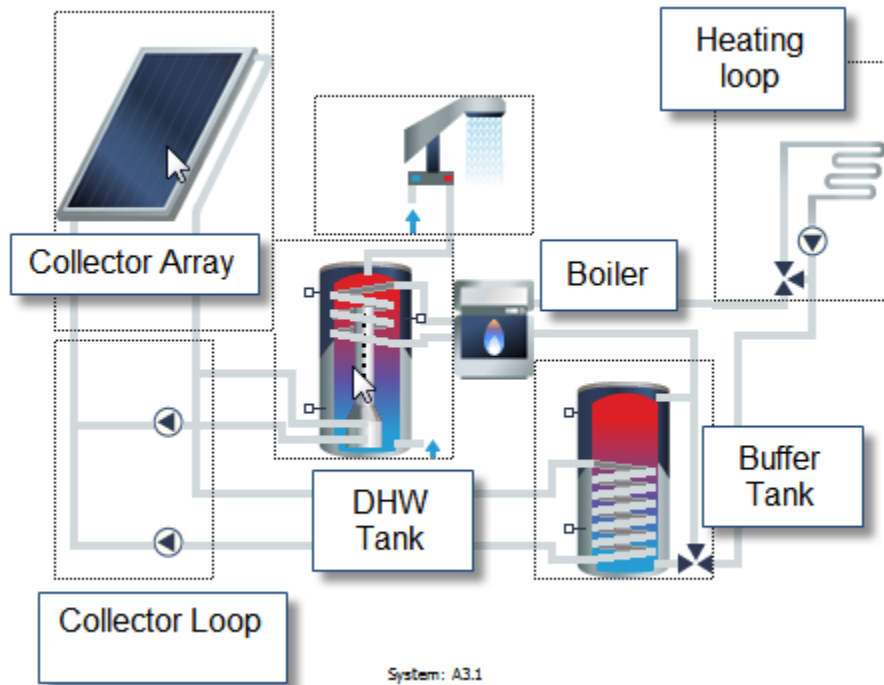 Heating
loop
Collector Array
Boiler
DHW
Tank
Buffer
Tank
Collector Loop
System: A3.1